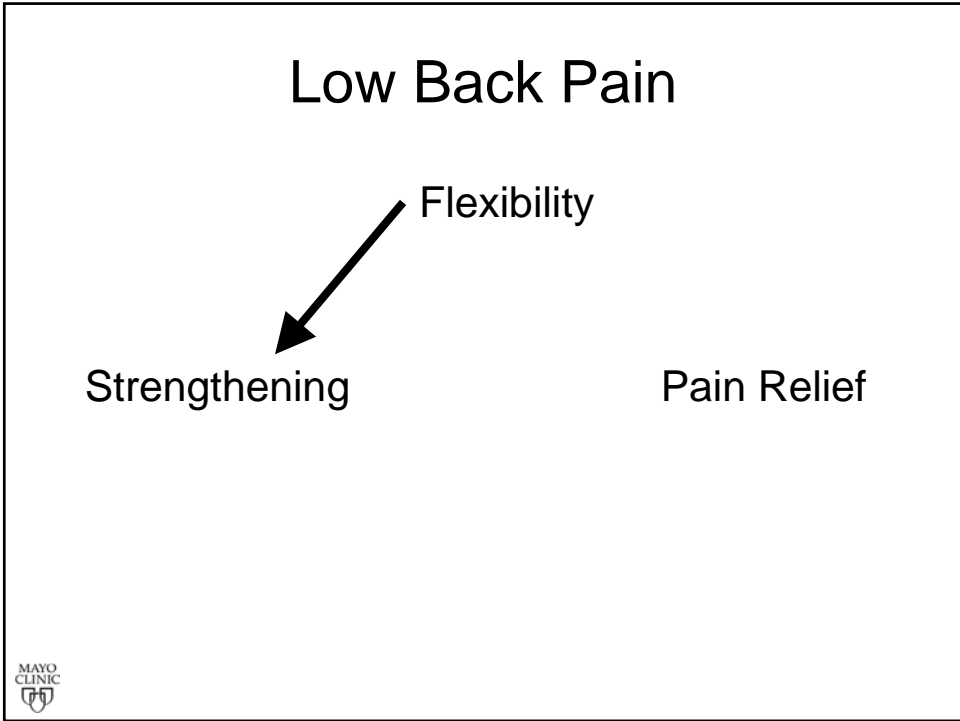 Low Back Pain
Flexibility
Strengthening Pain Relief
MAYO
CLINIC